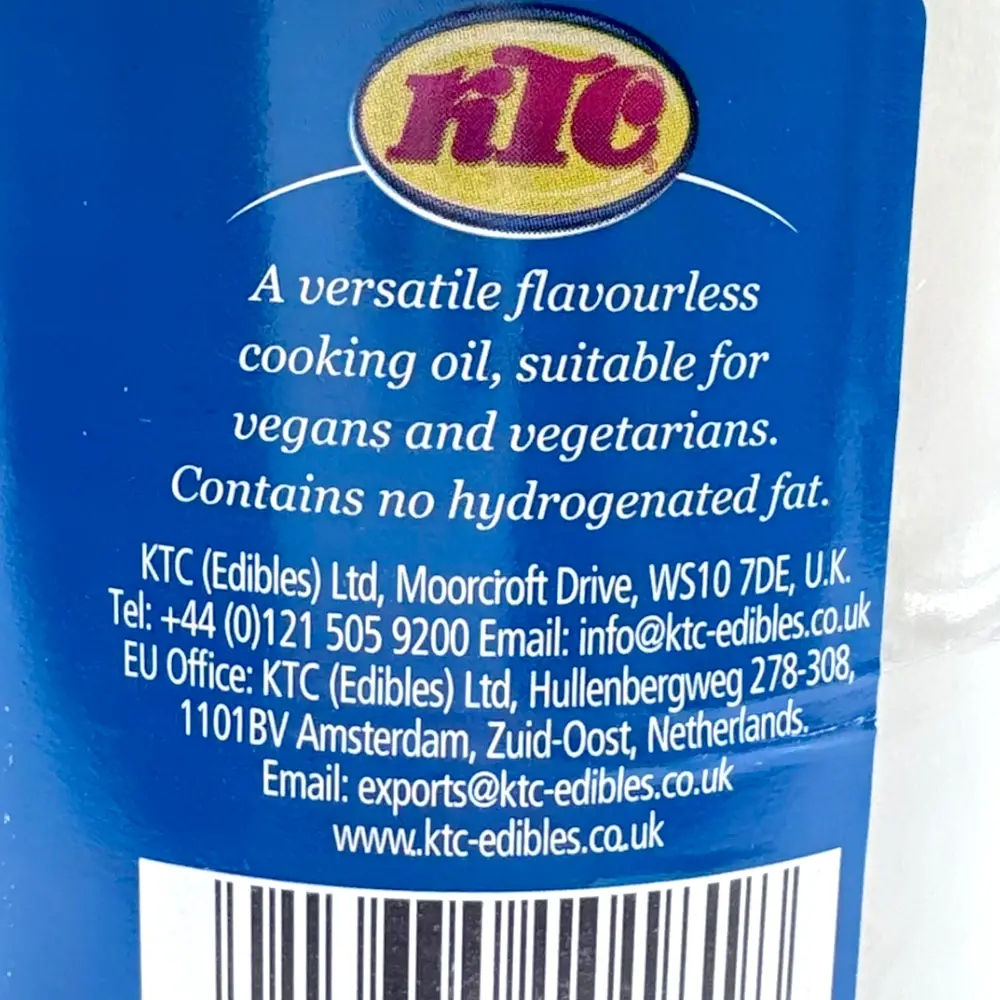 KTC
A versatile flavourless
cooking oil, suitable for
vegans and vegetarians.
Contains no hydrogenated fat.
KTC (Edibles) Ltd, Moorcroft Drive, WS10 7DE, U.K.
Tel: +44 (0)121 505 9200 Email: info@ktc-edibles.co.uk
EU Office: KTC (Edibles) Ltd, Hullenbergweg 278-308,
1101BV Amsterdam, Zuid-Oost, Netherlands.
Email: exports@ktc-edibles.co.uk
www.ktc-edibles.co.uk